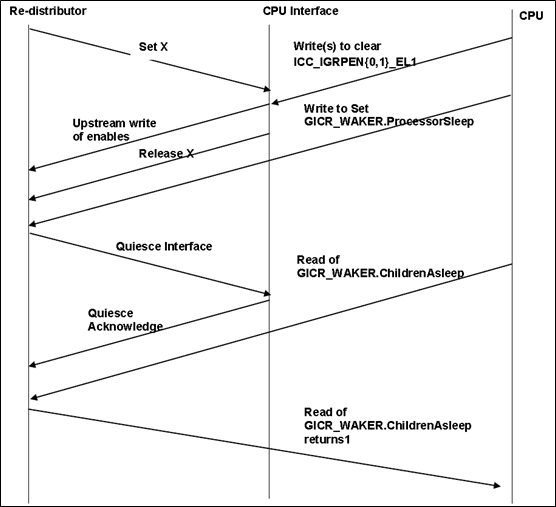 Re-distributor
CPU Interface
CPU
Set X
Write(s) to clear
ICC_IGRPEN{0,1}_EL1
Write to Set
GICR_WAKER.ProcessorSleep
Upstream write
of enables
Release X
Quiesce Interface
Read of
GICR_WAKER.ChildrenAsleep
Quiesce
Acknowledge
Read of
GICR_WAKER.ChildrenAsleep
returns1